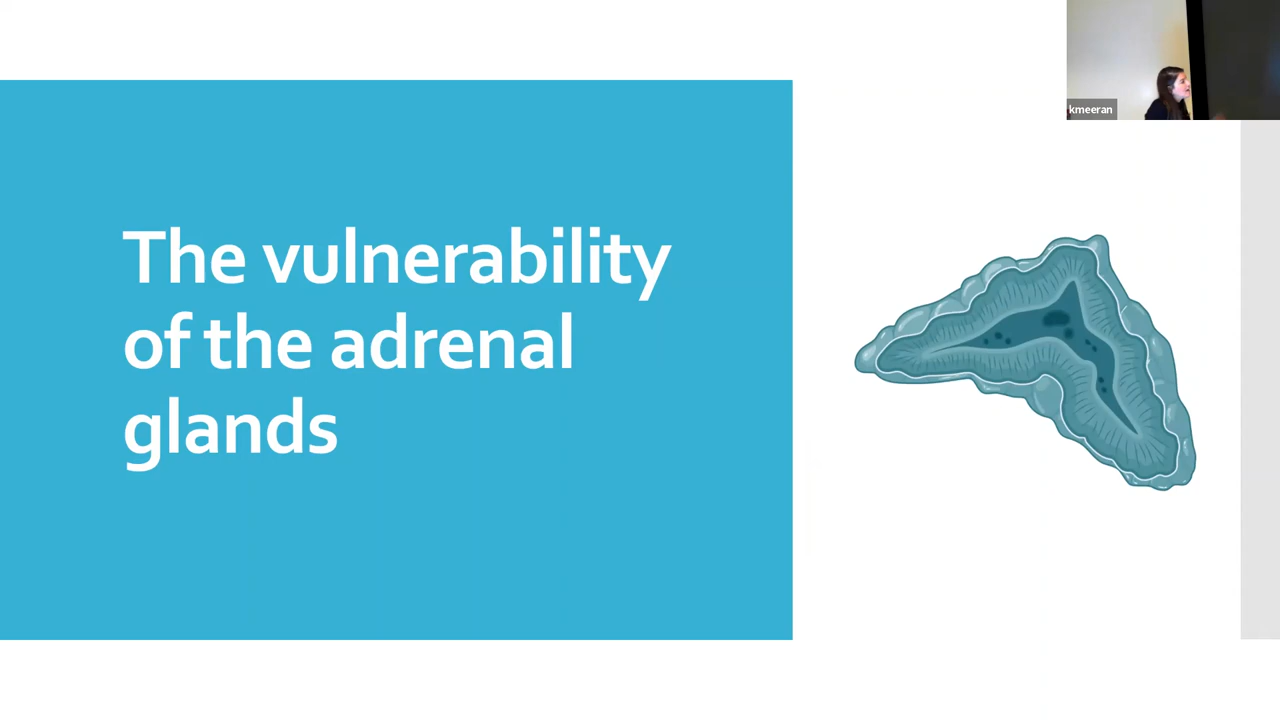 kmeeran
The vulnerability
of the adrenal
glands